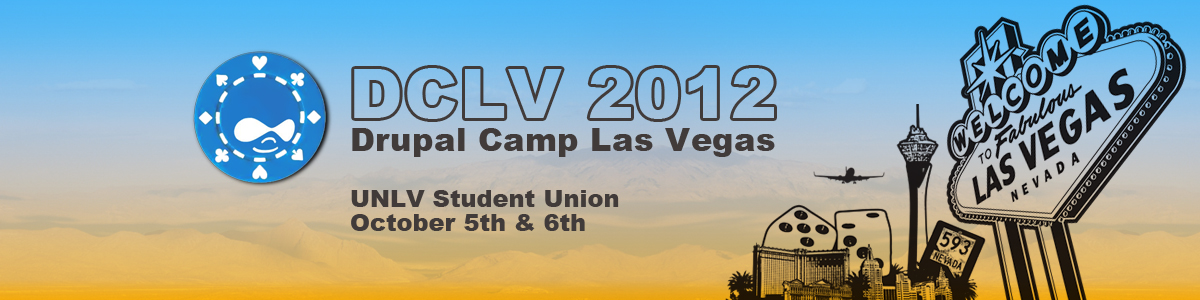 DCLV 2012
Drupal Camp Las Vegas
UNLV Student Union
October 5th & 6th
WELCOME
TO Fabulous
LAS VEGAS
NEVADA
593
NEVADA